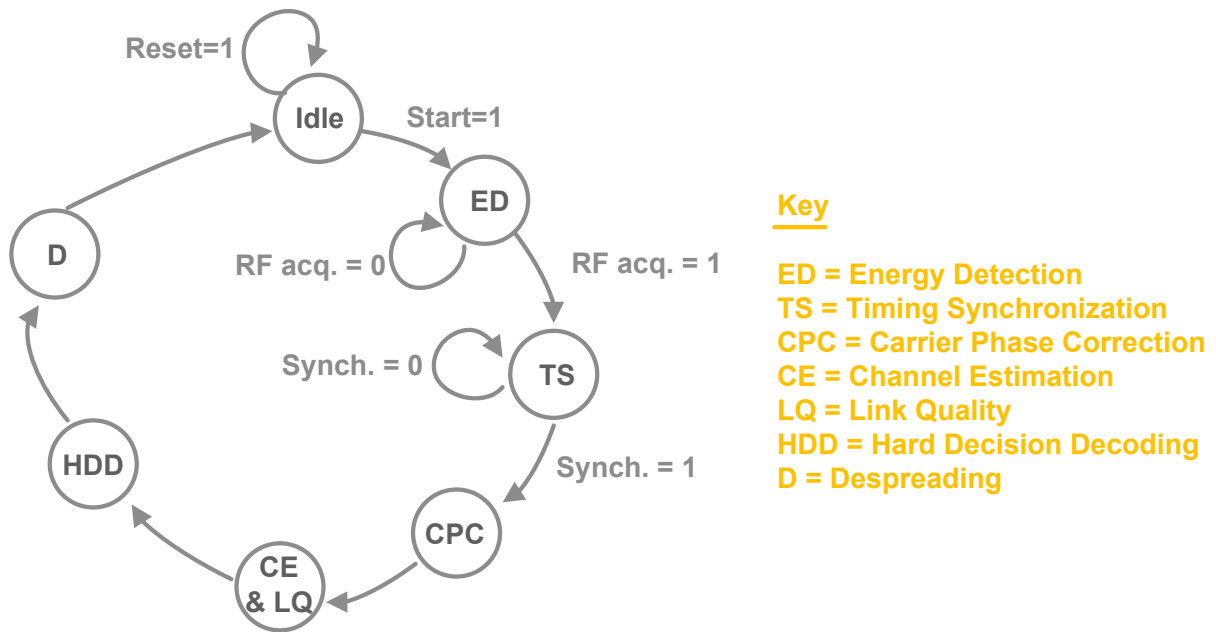 Reset=1
Idle
Start=1
ED
D
RF acq. = 0
RF acq. = 1
Synch. = 0
TS
Synch. = 1
HDD
CPC
CE
& LQ
Key
ED = Energy Detection
TS = Timing Synchronization
CPC = Carrier Phase Correction
CE = Channel Estimation
LQ = Link Quality
HDD = Hard Decision Decoding
D = Despreading